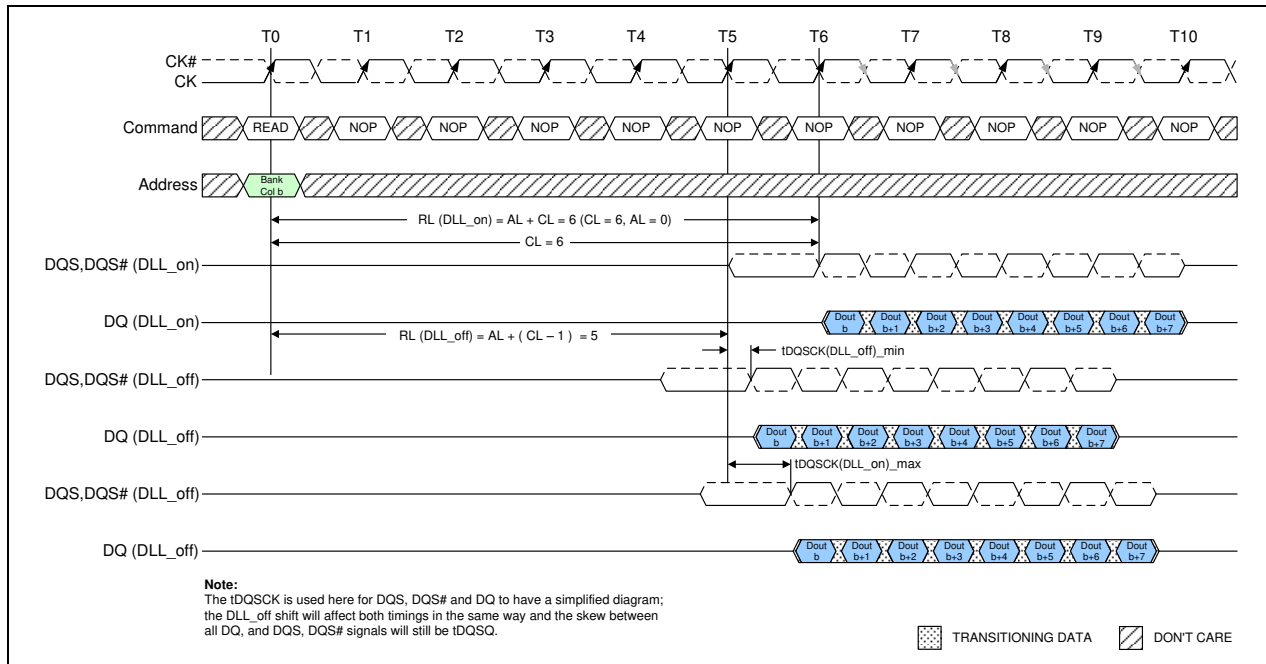 T0 T1 T2 T3 T4 T5 T6 T7 T8 T9 T10
CK#
CK
Command READ NOP NOP NOP NOP NOP NOP NOP NOP NOP NOP
Address Bank
Col b
RL (DLL_on) = AL + CL = 6 (CL = 6, AL = 0)
CL = 6
DQS,DQS# (DLL_on)
DQ (DLL_on) Dout b Dout b+1 Dout b+2 Dout b+3 Dout b+4 Dout b+5 Dout b+6 Dout b+7
RL (DLL_off) = AL + ( CL – 1 ) = 5
tDQSCK(DLL_off)_min
DQS,DQS# (DLL_off)
DQ (DLL_off) Dout b Dout b+1 Dout b+2 Dout b+3 Dout b+4 Dout b+5 Dout b+6 Dout b+7
tDQSCK(DLL_on)_max
DQS,DQS# (DLL_off)
DQ (DLL_off) Dout b Dout b+1 Dout b+2 Dout b+3 Dout b+4 Dout b+5 Dout b+6 Dout b+7
Note:
The tDQSCK is used here for DQS, DQS# and DQ to have a simplified diagram;
the DLL_off shift will affect both timings in the same way and the skew between
all DQ, and DQS, DQS# signals will still be tDQSQ.
TRANSITIONING DATA DON'T CARE